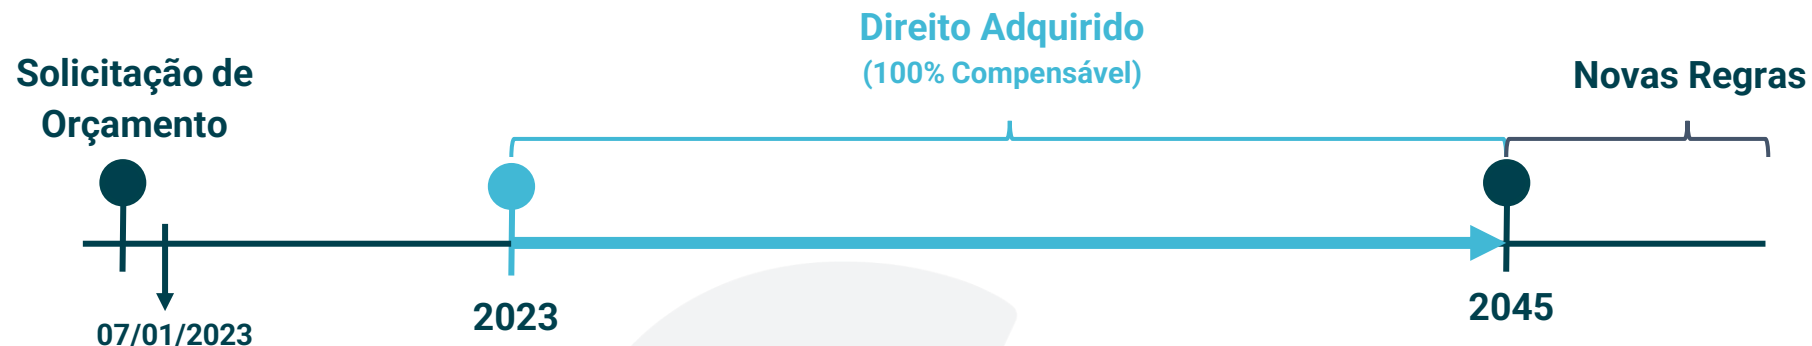 Solicitação de
Orçamento
Direito Adquirido
(100% Compensável)
Novas Regras
07/01/2023
2023
2045